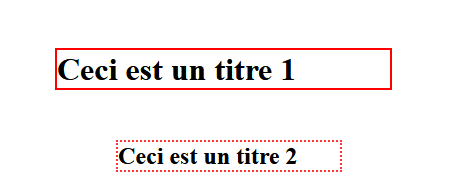 Ceci est un titre 1
Ceci est un titre 2